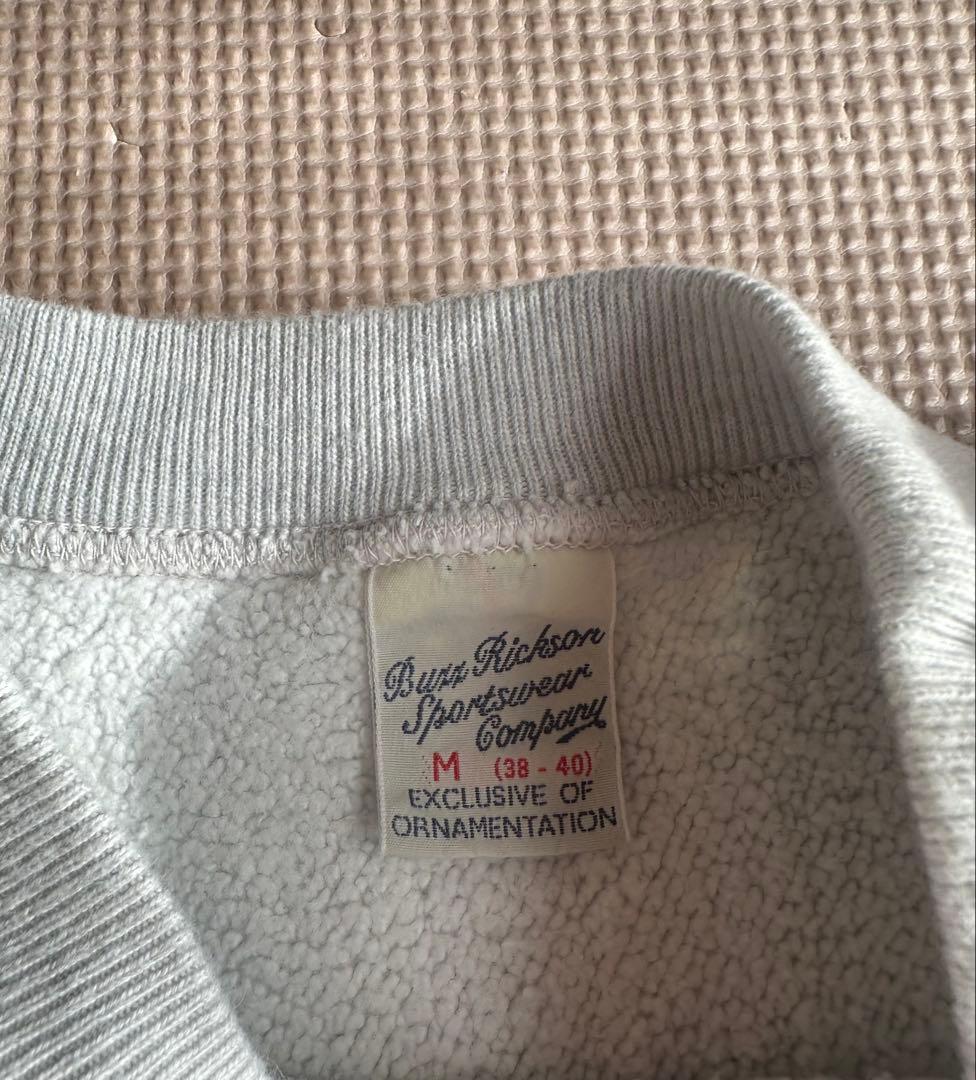 Buzz Rickson
Sportswear
Company
M (38 - 40)
EXCLUSIVE OF
ORNAMENTATION